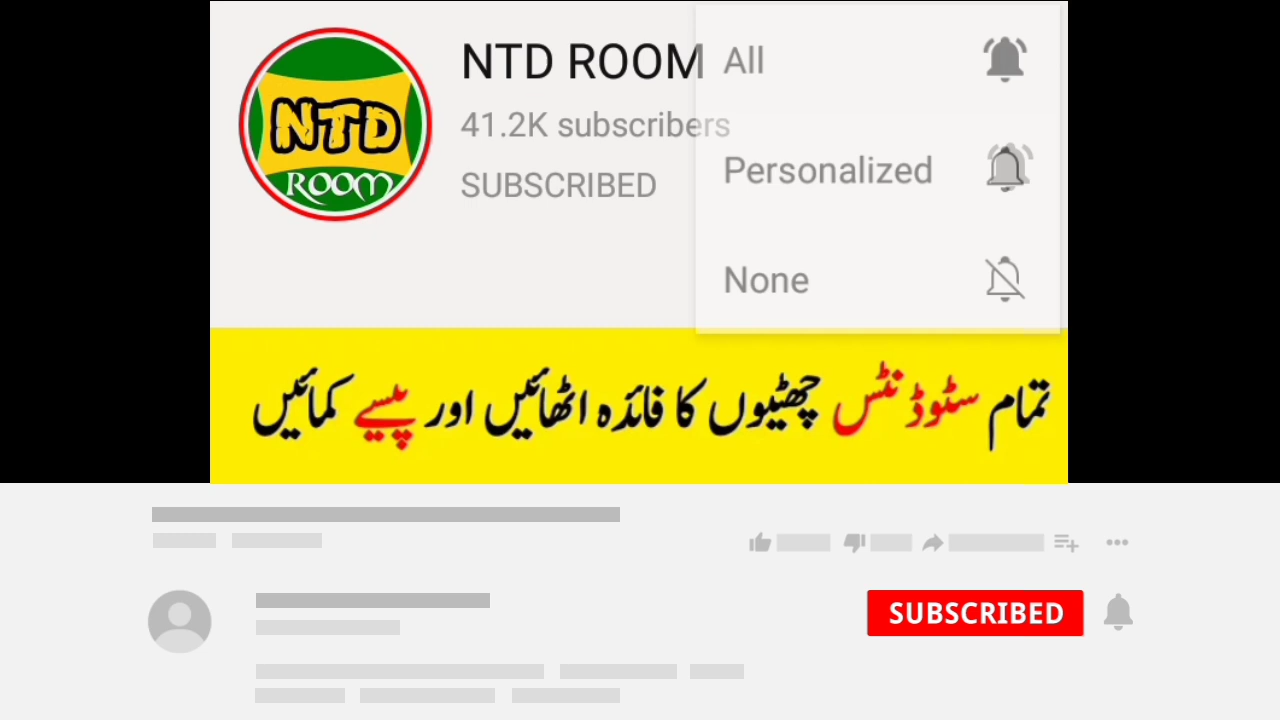 NTD
ROOM
NTD ROOM
41.2K subscribers
SUBSCRIBED
All
Personalized
None
تمام سٹوڈنٹس چھٹیوں کا فائدہ اٹھائیں اور پیسے کمائیں
SUBSCRIBED